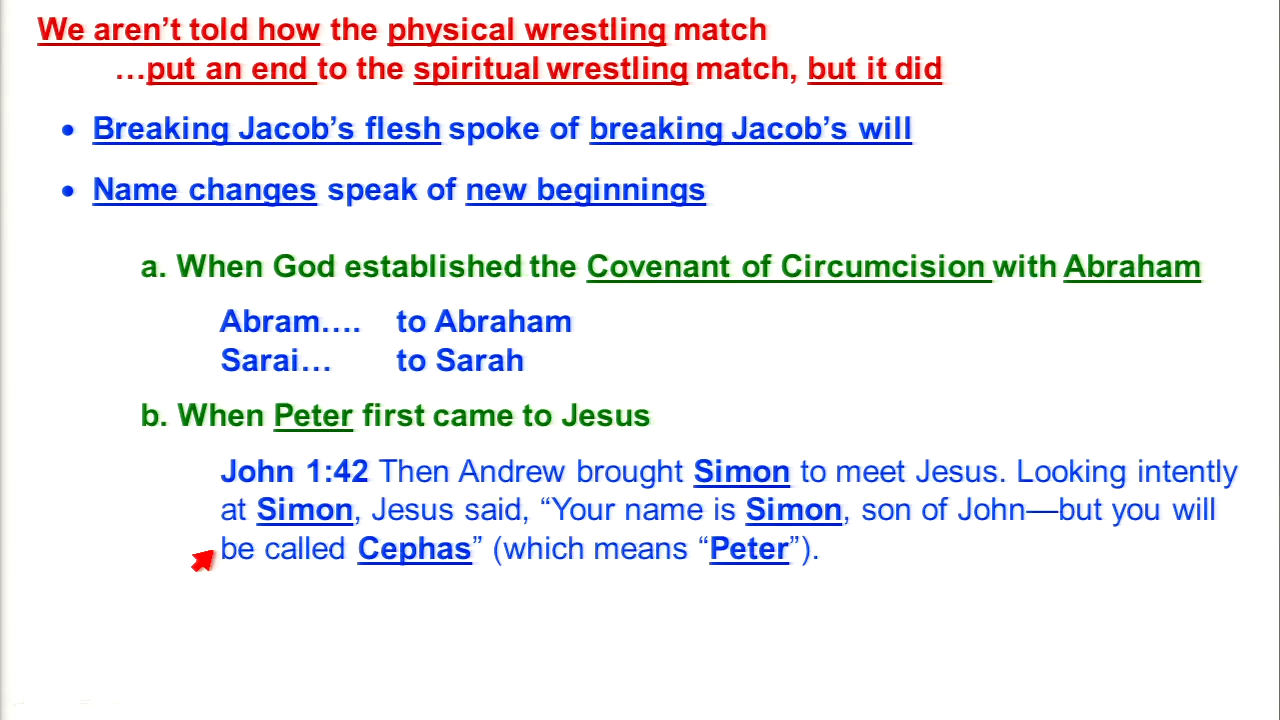 We aren’t told how the physical wrestling match
…put an end to the spiritual wrestling match, but it did
• Breaking Jacob’s flesh spoke of breaking Jacob’s will
• Name changes speak of new beginnings
a. When God established the Covenant of Circumcision with Abraham
Abram…. to Abraham
Sarai… to Sarah
b. When Peter first came to Jesus
John 1:42 Then Andrew brought Simon to meet Jesus. Looking intently
at Simon, Jesus said, “Your name is Simon, son of John—but you will
be called Cephas” (which means “Peter”).